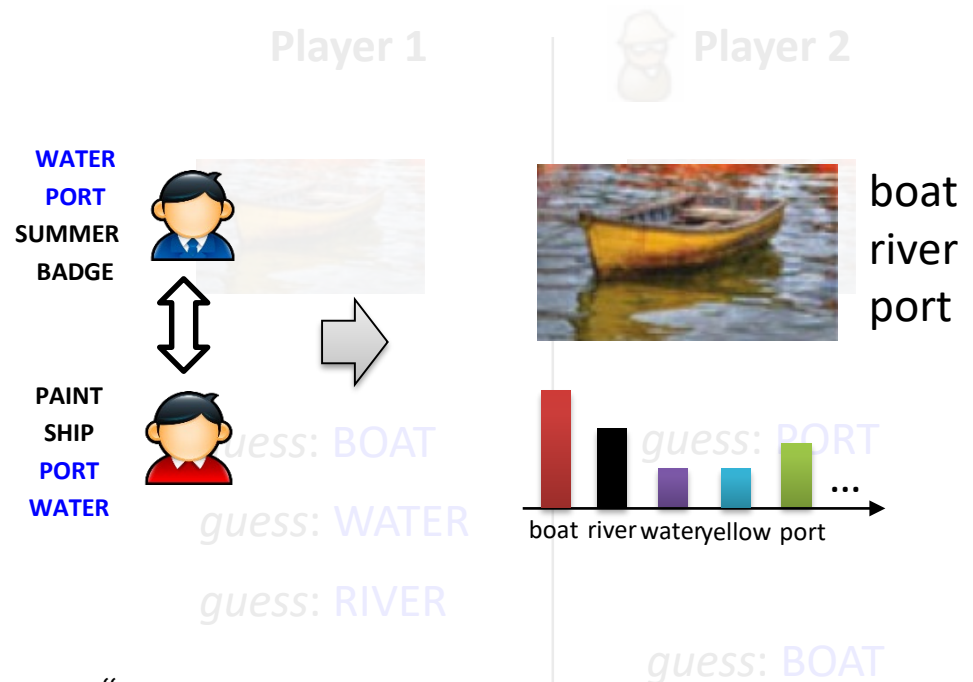 Player 1
Player 2
WATER
PORT
SUMMER
BADGE
boat
river
port
PAINT
SHIP
PORT
WATER
guess: BOAT
guess: PORT
guess: WATER
guess: RIVER
guess: BOAT
...
boat river water yellow port
“